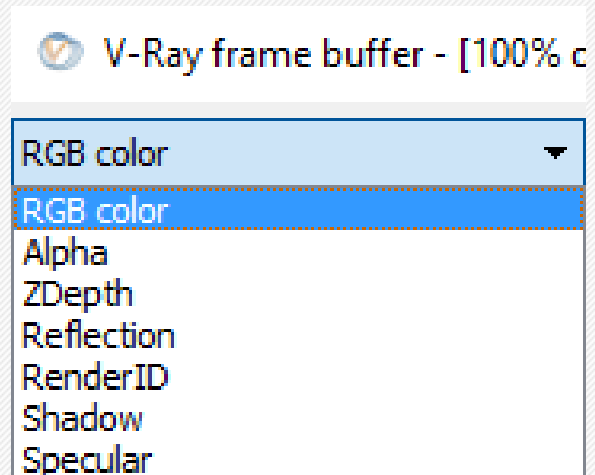 V-Ray frame buffer - [100% c
RGB color
RGB color
Alpha
ZDepth
Reflection
RenderID
Shadow
Specular